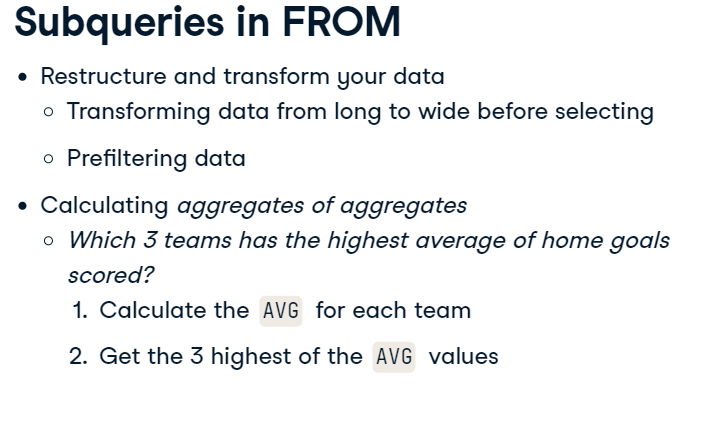 Subqueries in FROM
• Restructure and transform your data
○ Transforming data from long to wide before selecting
○ Prefiltering data
• Calculating aggregates of aggregates
○ Which 3 teams has the highest average of home goals
scored?
1. Calculate the AVG for each team
2. Get the 3 highest of the AVG values